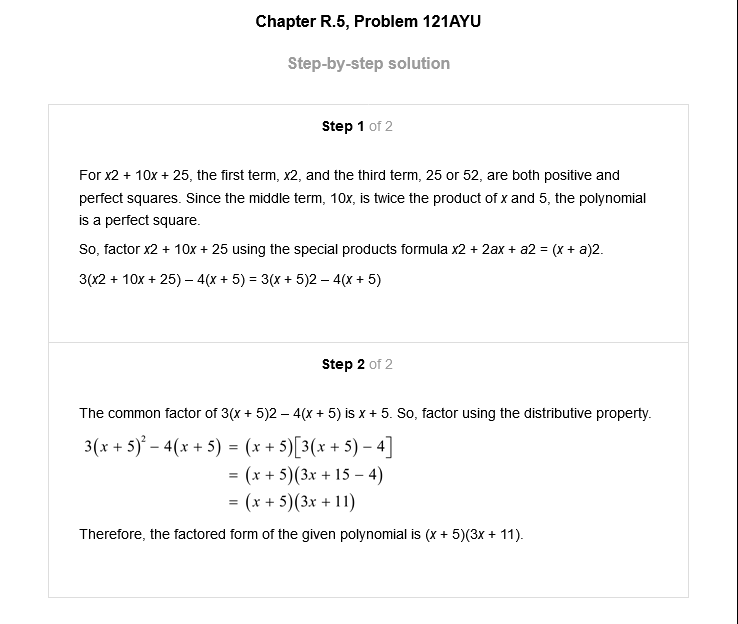 Chapter R.5, Problem 121AYU
Step-by-step solution
Step 1 of 2
For x2 + 10x + 25, the first term, x2, and the third term, 25 or 52, are both positive and
perfect squares. Since the middle term, 10x, is twice the product of x and 5, the polynomial
is a perfect square.
So, factor x2 + 10x + 25 using the special products formula x2 + 2ax + a2 = (x + a)2.
3(x2 + 10x + 25) – 4(x + 5) = 3(x + 5)2 – 4(x + 5)
Step 2 of 2
The common factor of 3(x + 5)2 – 4(x + 5) is x + 5. So, factor using the distributive property.
3(x + 5)² – 4(x + 5) = (x + 5)[3(x + 5) – 4]
= (x + 5)(3x + 15 – 4)
= (x + 5)(3x + 11)
Therefore, the factored form of the given polynomial is (x + 5)(3x + 11).